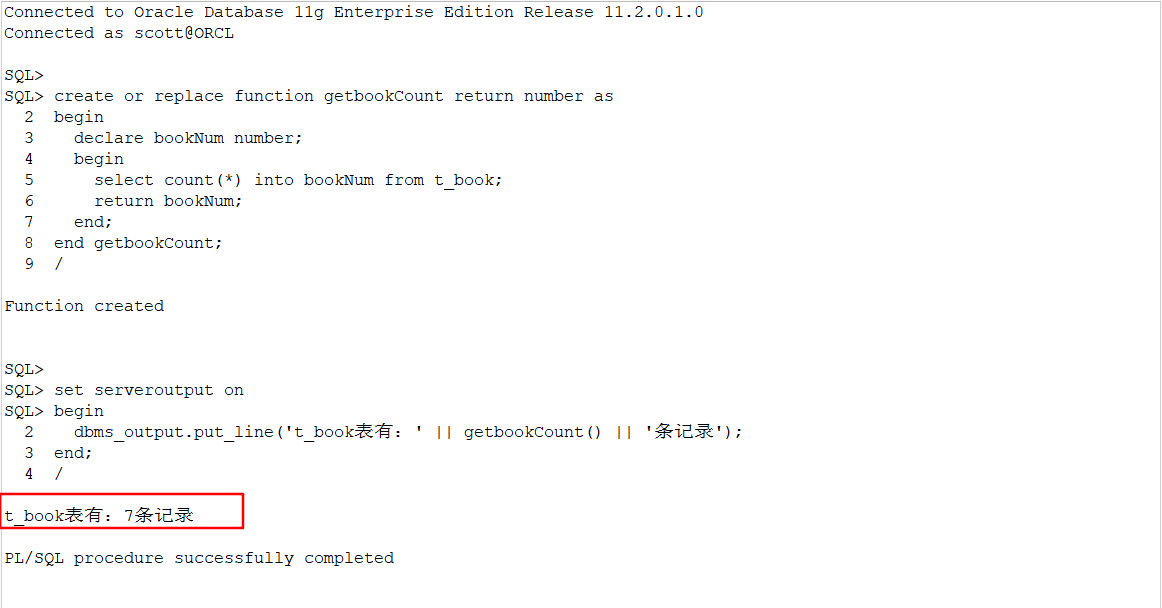 Connected to Oracle Database 11g Enterprise Edition Release 11.2.0.1.0
Connected as scott@ORCL
SQL>
SQL> create or replace function getbookCount return number as
2 begin
3 declare bookNum number;
4 begin
5 select count(*) into bookNum from t_book;
6 return bookNum;
7 end;
8 end getbookCount;
9 /
Function created
SQL>
SQL> set serveroutput on
SQL> begin
2 dbms_output.put_line('t_book表有：' || getbookCount() || '条记录');
3 end;
4 /
t_book表有：7条记录
PL/SQL procedure successfully completed